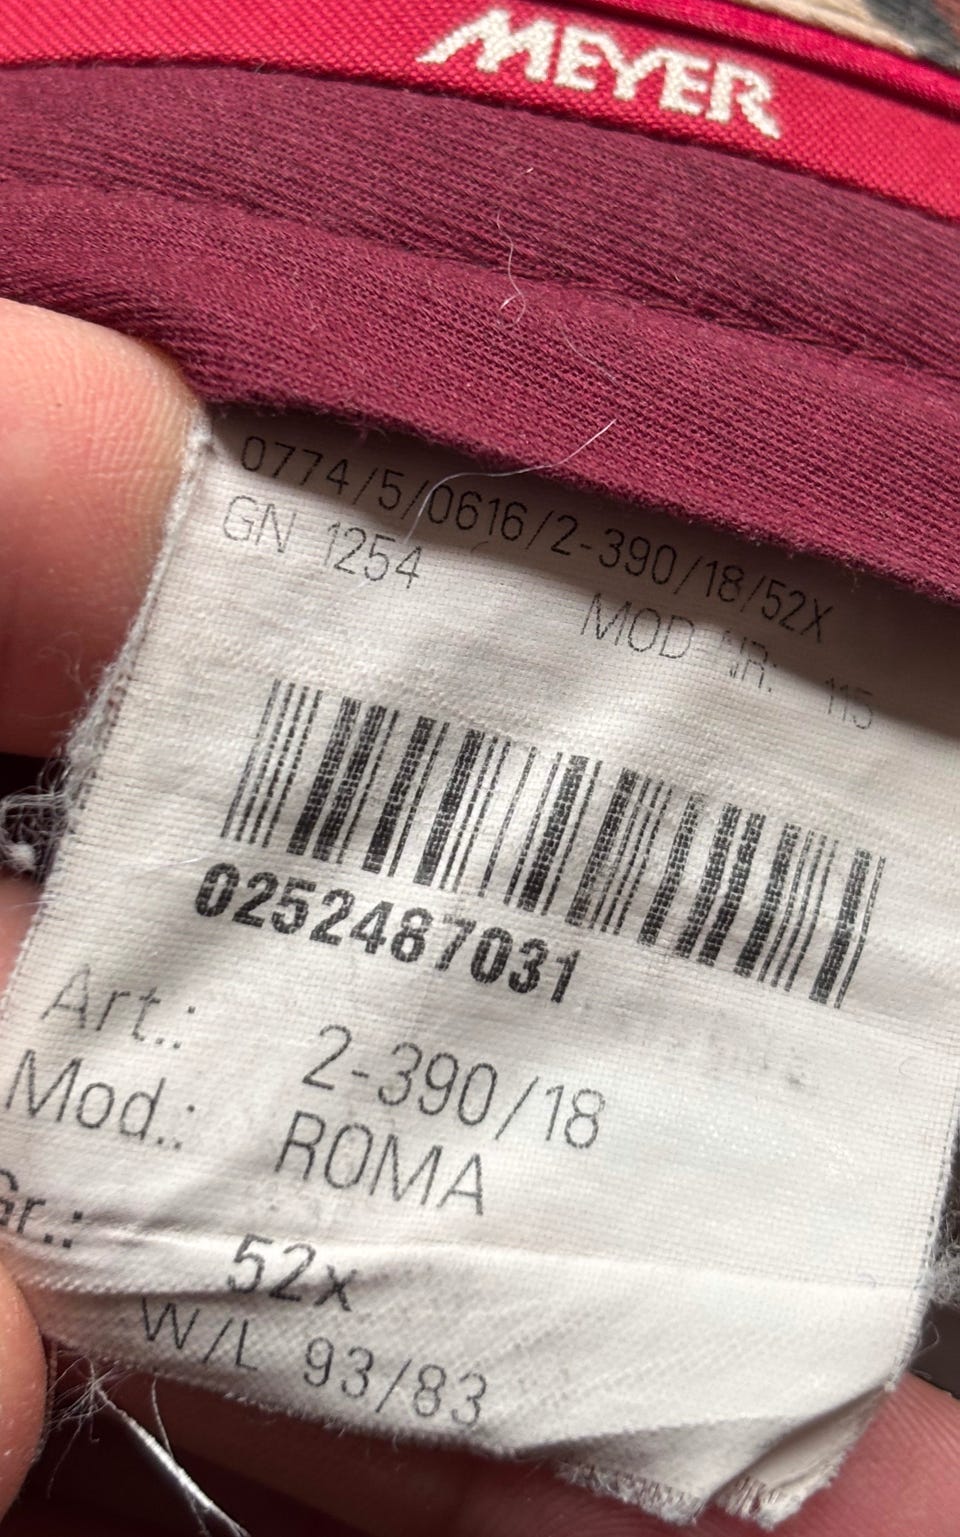 MEYER
0774/5/0616/2-390/18/52X
GN 1254 MOD NR: 115
0252487031
Art.: 2-390/18
Mod.: ROMA
Gr.: 52x
W/L 93/83